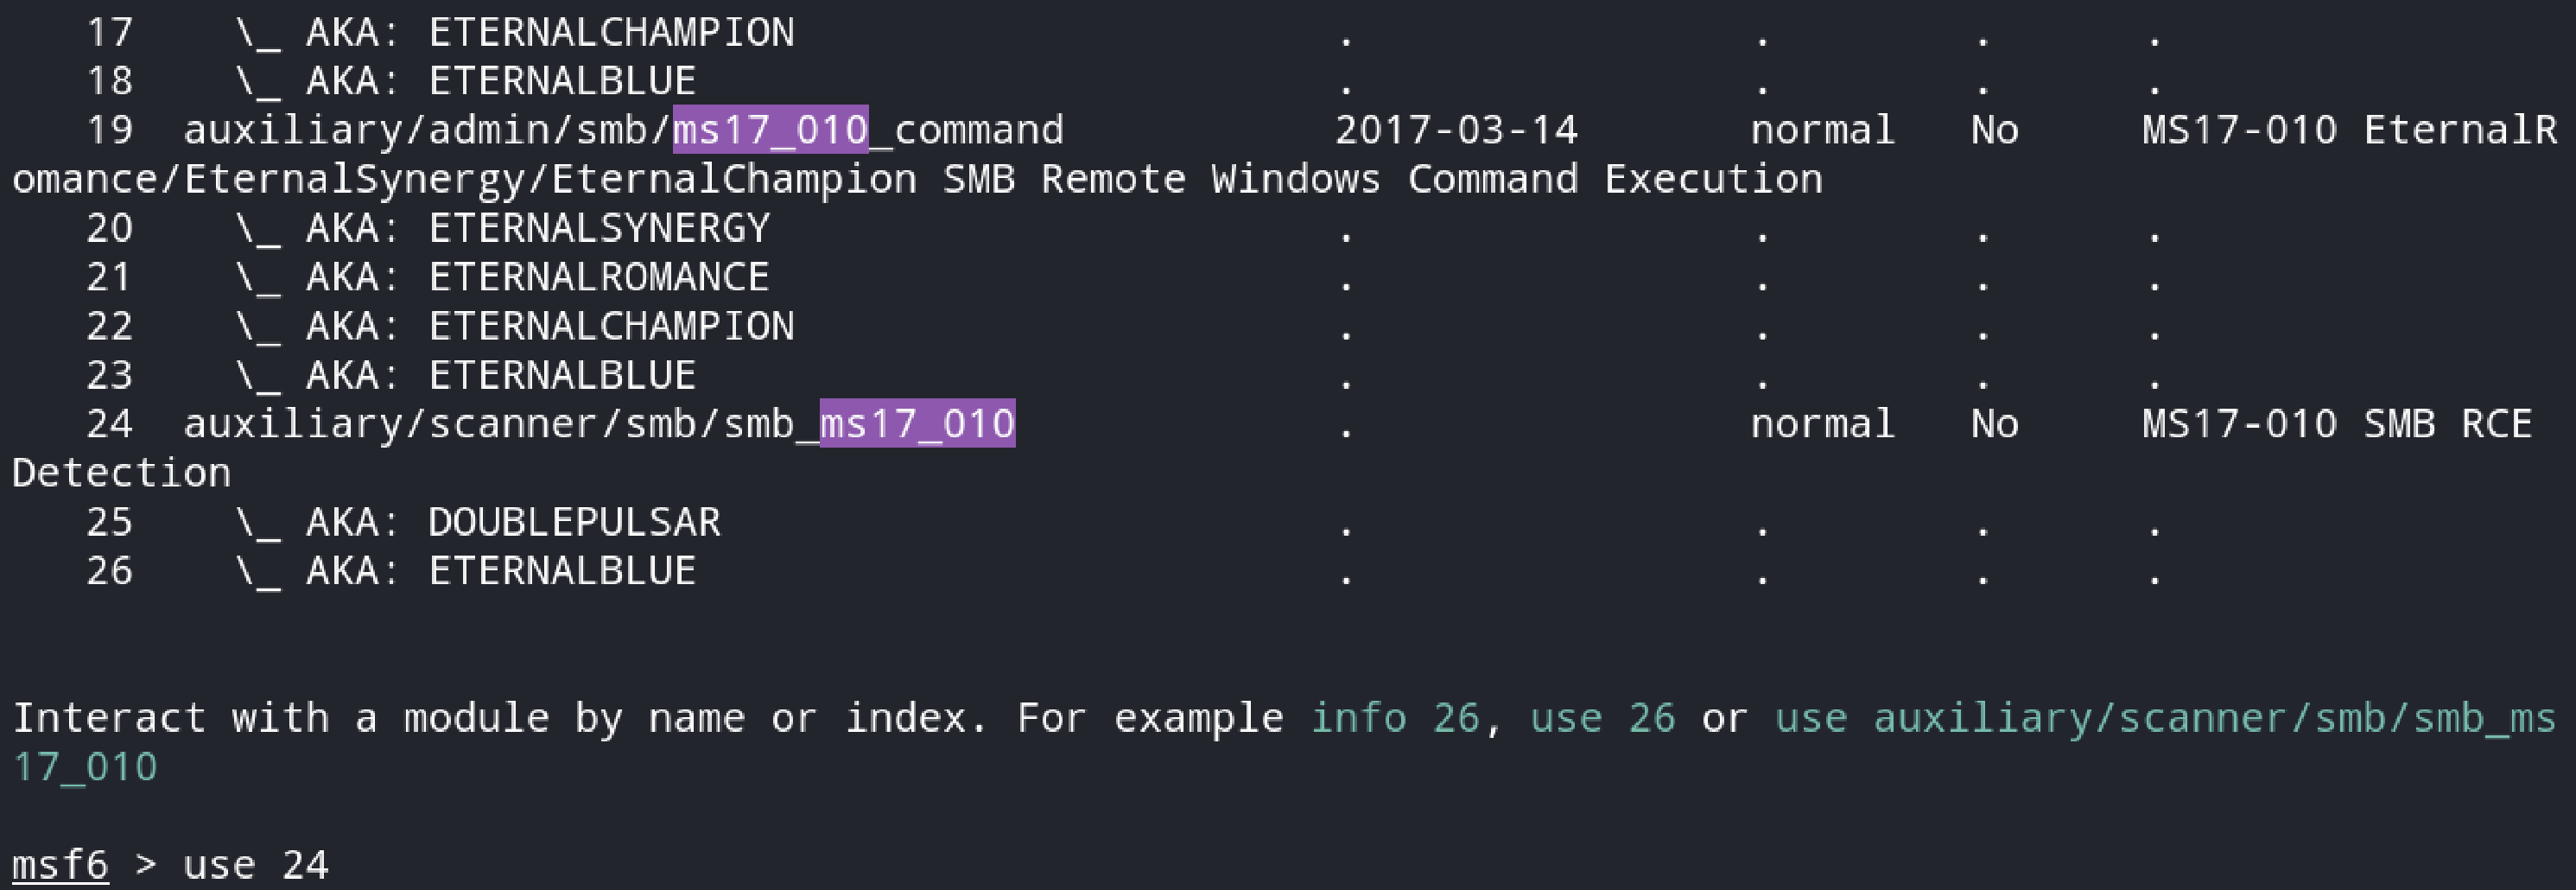 17 \_ AKA: ETERNALCHAMPION . . . .
18 \_ AKA: ETERNALBLUE . . . .
19 auxiliary/admin/smb/ms17_010_command 2017-03-14 normal No MS17-010 EternalR
omance/EternalSynergy/EternalChampion SMB Remote Windows Command Execution
20 \_ AKA: ETERNALSYNERGY . . . .
21 \_ AKA: ETERNALROMANCE . . . .
22 \_ AKA: ETERNALCHAMPION . . . .
23 \_ AKA: ETERNALBLUE . . . .
24 auxiliary/scanner/smb/smb_ms17_010 . normal No MS17-010 SMB RCE
Detection
25 \_ AKA: DOUBLEPULSAR . . . .
26 \_ AKA: ETERNALBLUE . . . .
Interact with a module by name or index. For example info 26, use 26 or use auxiliary/scanner/smb/smb_ms
17_010
msf6 > use 24